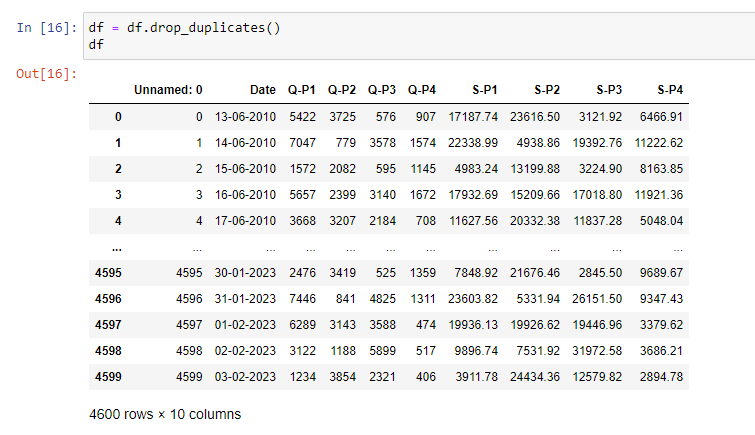 In [16]: df = df.drop_duplicates()
df
Out[16]:
Unnamed: 0 Date Q-P1 Q-P2 Q-P3 Q-P4 S-P1 S-P2 S-P3 S-P4
0 0 13-06-2010 5422 3725 576 907 17187.74 23616.50 3121.92 6466.91
1 1 14-06-2010 7047 779 3578 1574 22338.99 4938.86 19392.76 11222.62
2 2 15-06-2010 1572 2082 595 1145 4983.24 13199.88 3224.90 8163.85
3 3 16-06-2010 5657 2399 3140 1672 17932.69 15209.66 17018.80 11921.36
4 4 17-06-2010 3668 3207 2184 708 11627.56 20332.38 11837.28 5048.04
... ... ... ... ... ... ... ... ... ... ...
4595 4595 30-01-2023 2476 3419 525 1359 7848.92 21676.46 2845.50 9689.67
4596 4596 31-01-2023 7446 841 4825 1311 23603.82 5331.94 26151.50 9347.43
4597 4597 01-02-2023 6289 3143 3588 474 19936.13 19926.62 19446.96 3379.62
4598 4598 02-02-2023 3122 1188 5899 517 9896.74 7531.92 31972.58 3686.21
4599 4599 03-02-2023 1234 3854 2321 406 3911.78 24434.36 12579.82 2894.78
4600 rows × 10 columns